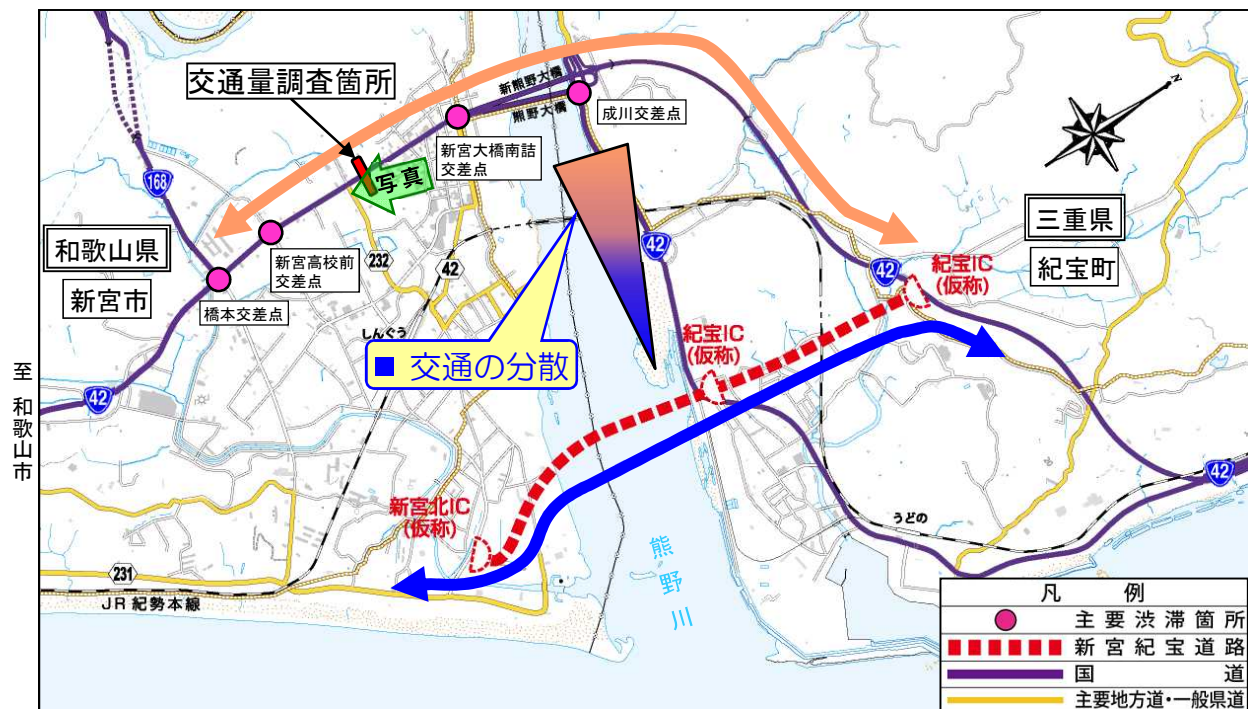 交通量調査箇所
新熊野大橋
熊野大橋
成川交差点
新宮大橋南詰
交差点
N
写真
168
和歌山県
新宮市
新宮高校前
交差点
橋本交差点
232
42
しんぐう
42
三重県
紀宝町
42
紀宝IC
(仮称)
紀宝IC
(仮称)
■ 交通の分散
至 和歌山市
42
新宮北IC
(仮称)
うどの
42
熊野川
231
JR紀勢本線
凡例
主要渋滞箇所
新宮紀宝道路
国道
主要地方道・一般県道